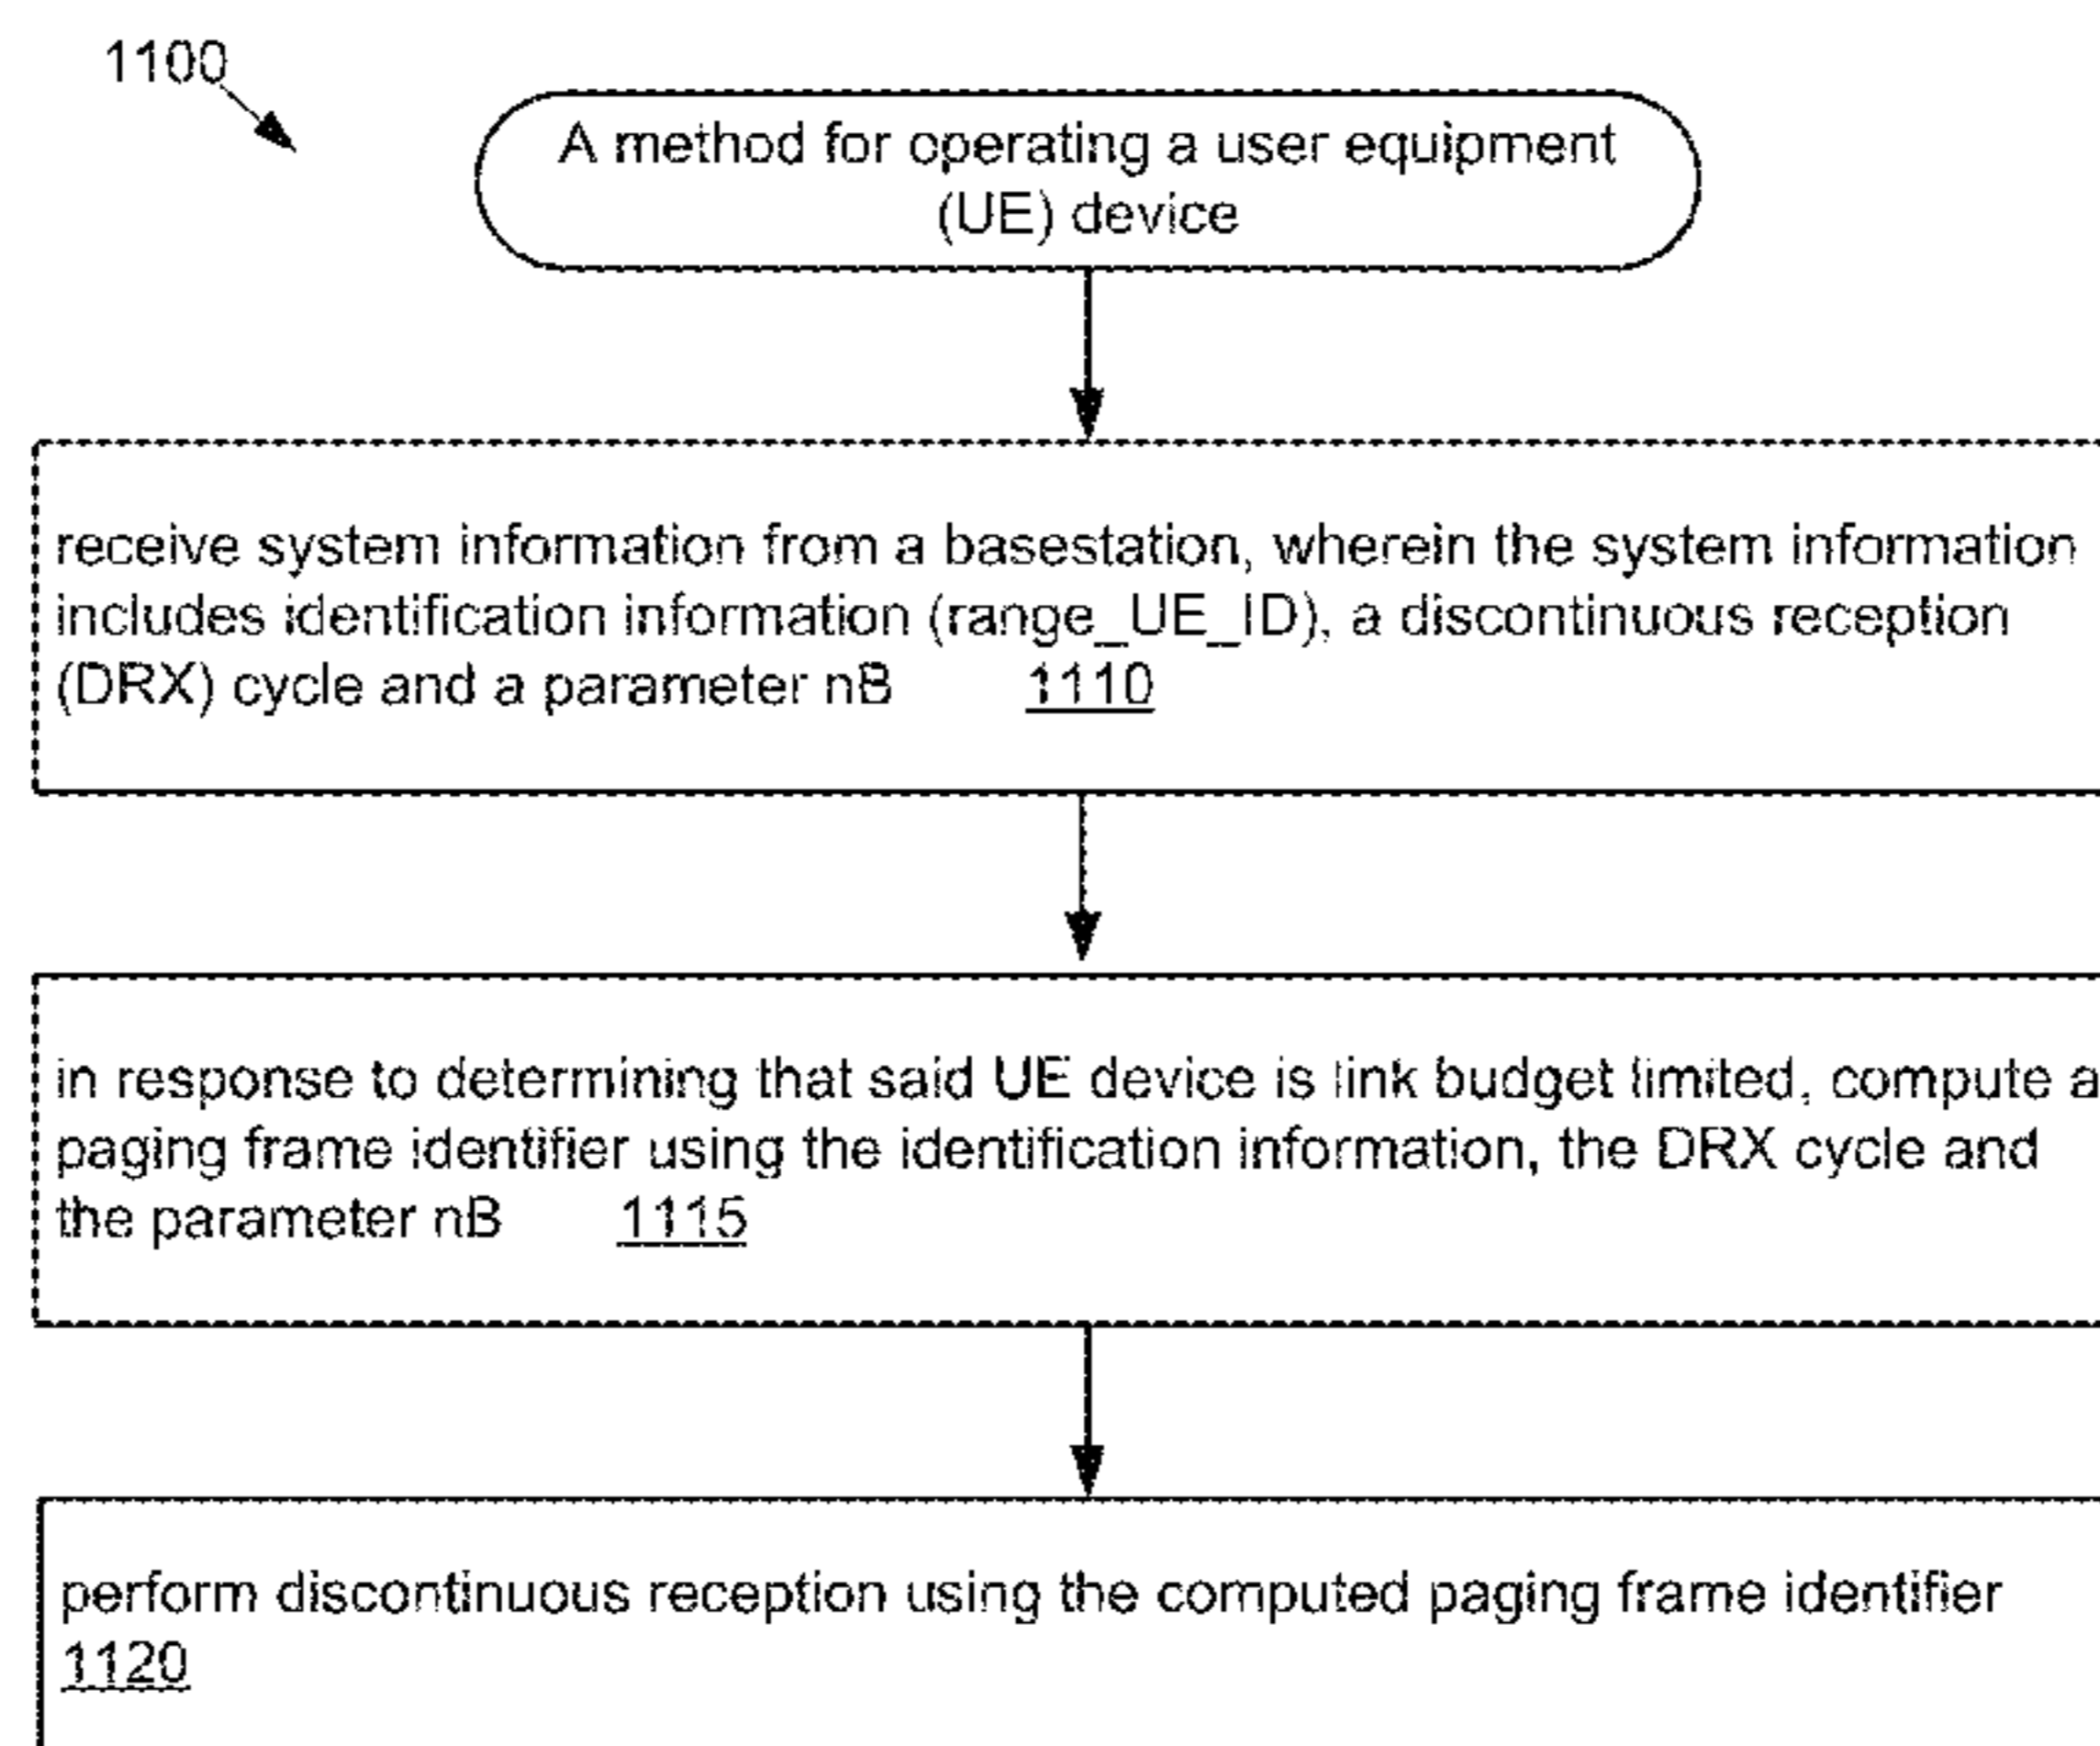 1100
A method for operating a user equipment
(UE) device
receive system information from a basestation, wherein the system information
includes identification information (range_UE_ID), a discontinuous reception
(DRX) cycle and a parameter nB 1110
in response to determining that said UE device is link budget limited, compute a
paging frame identifier using the identification information, the DRX cycle and
the parameter nB 1115
perform discontinuous reception using the computed paging frame identifier
1120